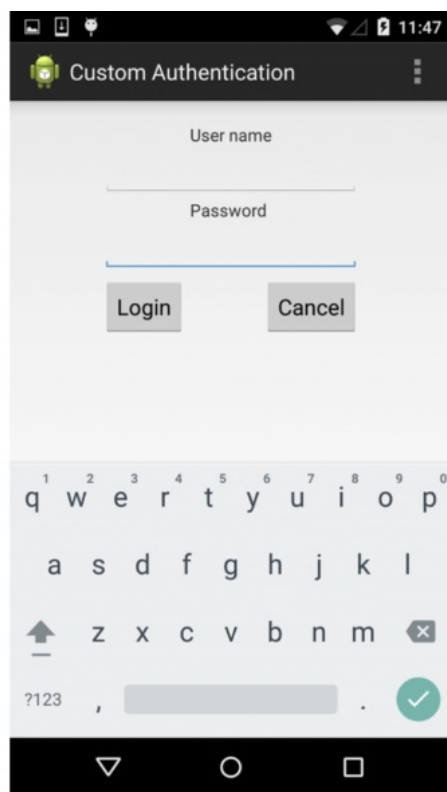 11:47
Custom Authentication
User name
Password
Login Cancel
1 2 3 4 5 6 7 8 9 0
q w e r t y u i o p
a s d f g h j k l
z x c v b n m
?123 , .